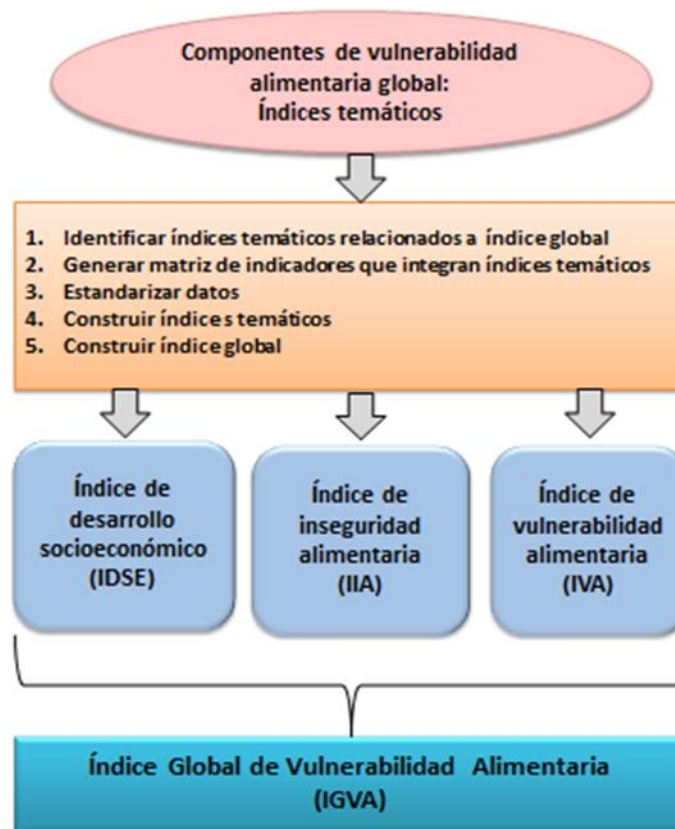 Componentes de vulnerabilidad
alimentaria global:
Índices temáticos
1. Identificar índices temáticos relacionados a índice global
2. Generar matriz de indicadores que integran índices temáticos
3. Estandarizar datos
4. Construir índices temáticos
5. Construir índice global
Índice de
desarrollo
socioeconómico
(IDSE)
Índice de
inseguridad
alimentaria
(IIA)
Índice de
vulnerabilidad
alimentaria
(IVA)
Índice Global de Vulnerabilidad Alimentaria
(IGVA)